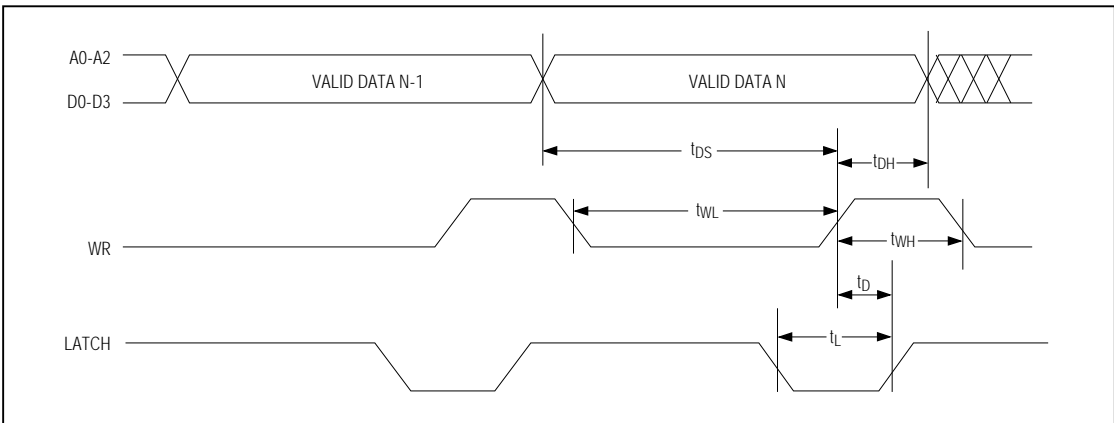 A0-A2
D0-D3
VALID DATA N-1
VALID DATA N
tDS
tDH
WR
tWL
tWH
tD
LATCH
tL